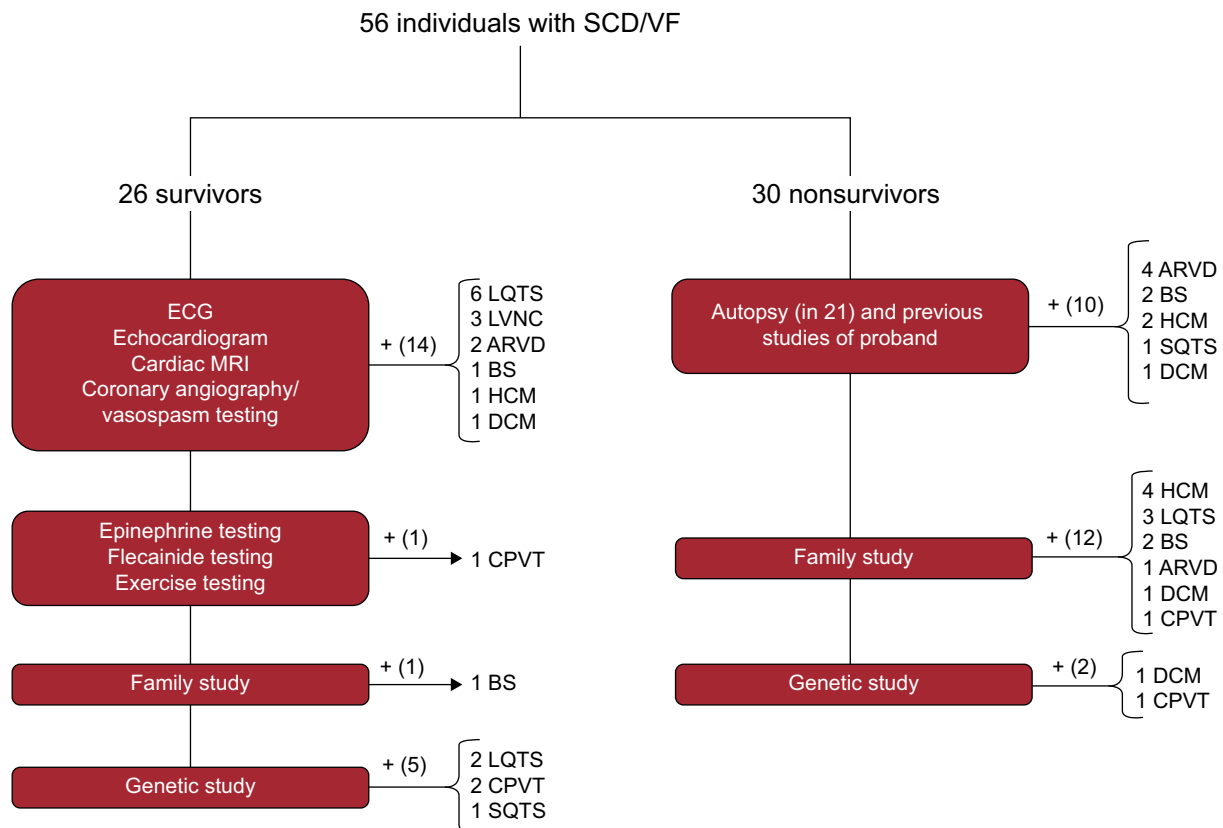 56 individuals with SCD/VF
26 survivors
30 nonsurvivors
ECG
Echocardiogram
Cardiac MRI
Coronary angiography/
vasospasm testing
+ (14)
6 LQTS
3 LVNC
2 ARVD
1 BS
1 HCM
1 DCM
Epinephrine testing
Flecainide testing
Exercise testing
+ (1)
1 CPVT
Family study
+ (1)
1 BS
Genetic study
+ (5)
2 LQTS
2 CPVT
1 SQTS
Autopsy (in 21) and previous
studies of proband
+ (10)
4 ARVD
2 BS
2 HCM
1 SQTS
1 DCM
Family study
+ (12)
4 HCM
3 LQTS
2 BS
1 ARVD
1 DCM
1 CPVT
Genetic study
+ (2)
1 DCM
1 CPVT